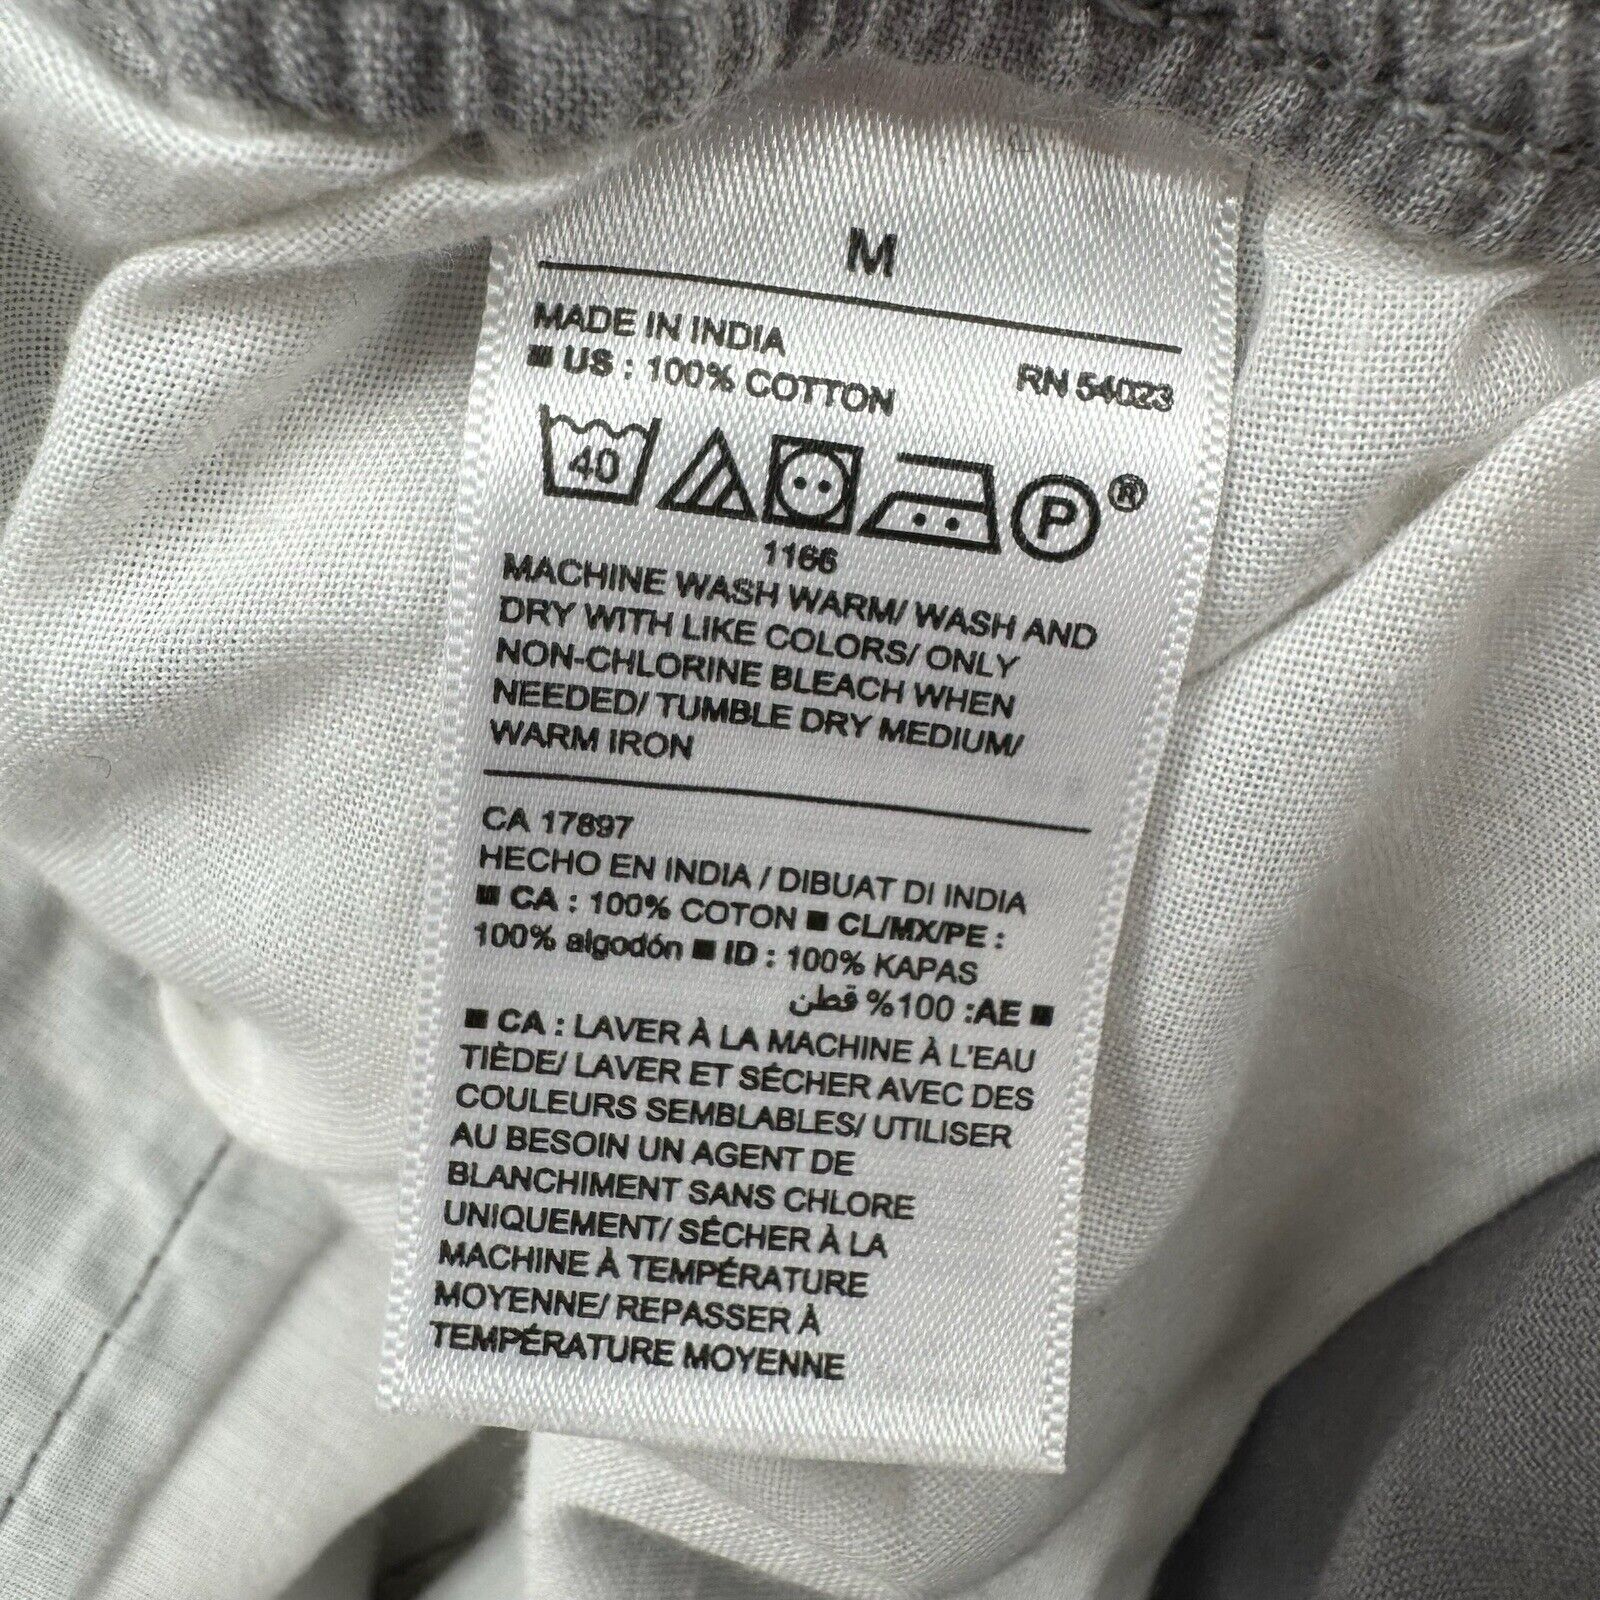 M
MADE IN INDIA
■ US : 100% COTTON RN 54023
40 P ®
1166
MACHINE WASH WARM/ WASH AND
DRY WITH LIKE COLORS/ ONLY
NON-CHLORINE BLEACH WHEN
NEEDED/ TUMBLE DRY MEDIUM/
WARM IRON
CA 17897
HECHO EN INDIA / DIBUAT DI INDIA
■ CA : 100% COTON ■ CL/MX/PE :
100% algodón ■ ID : 100% KAPAS
■ AE: 100% قطن
■ CA : LAVER À LA MACHINE À L'EAU
TIÈDE/ LAVER ET SÉCHER AVEC DES
COULEURS SEMBLABLES/ UTILISER
AU BESOIN UN AGENT DE
BLANCHIMENT SANS CHLORE
UNIQUEMENT/ SÉCHER À LA
MACHINE À TEMPÉRATURE
MOYENNE/ REPASSER À
TEMPÉRATURE MOYENNE